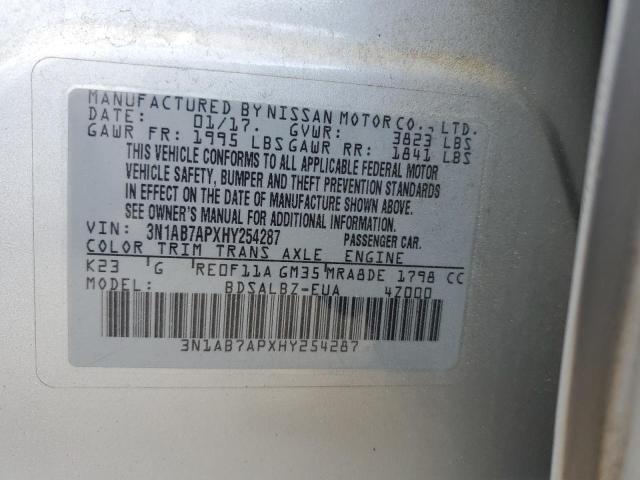 MANUFACTURED BY NISSAN MOTOR CO., LTD.
DATE: 01/17. GVWR: 3823 LBS
GAWR FR: 1995 LBS GAWR RR: 1841 LBS
THIS VEHICLE CONFORMS TO ALL APPLICABLE FEDERAL MOTOR
VEHICLE SAFETY, BUMPER AND THEFT PREVENTION STANDARDS
IN EFFECT ON THE DATE OF MANUFACTURE SHOWN ABOVE.
SEE OWNER'S MANUAL FOR ADDITIONAL INFORMATION.
VIN: 3N1AB7APXHY254287 PASSENGER CAR.
COLOR TRIM TRANS AXLE ENGINE
K23 G RE0F11A GM35 MRA8DE 1798 CC
MODEL: BDSALBZ-EUA 4Z000
3N1AB7APXHY254287